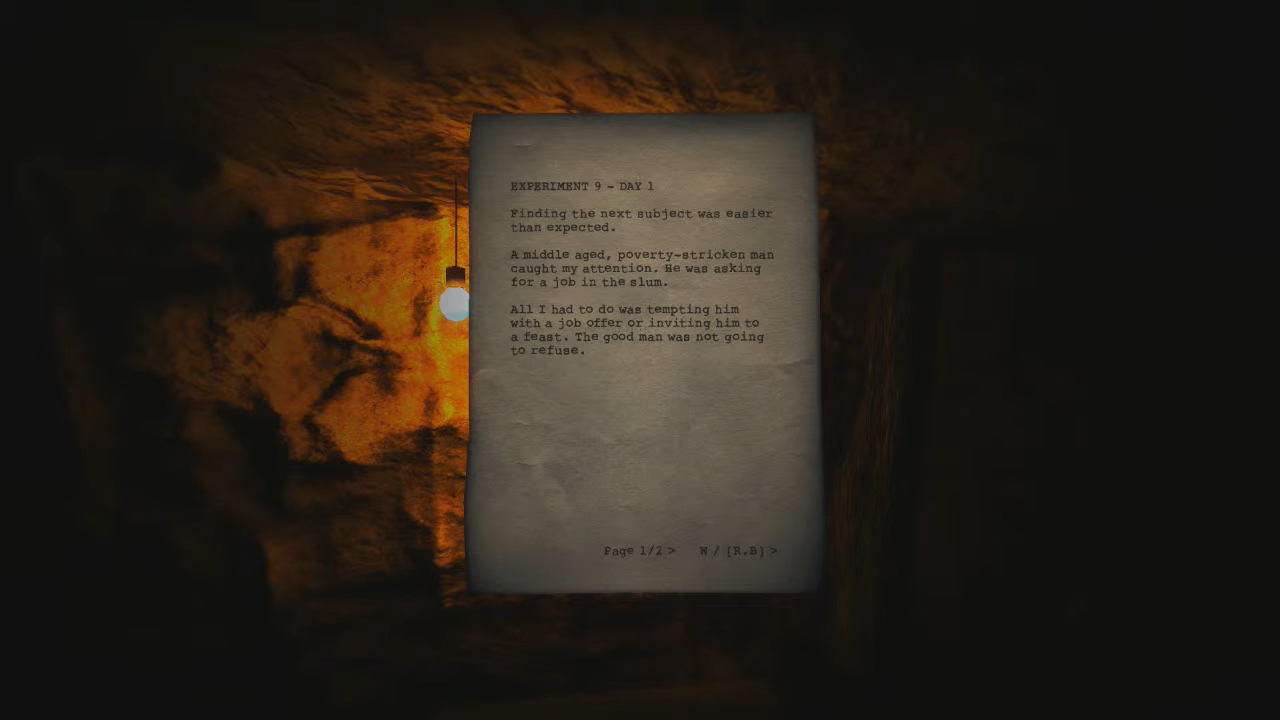 EXPERIMENT 9 - DAY 1
Finding the next subject was easier
than expected.
A middle aged, poverty-stricken man
caught my attention. He was asking
for a job in the slum.
All I had to do was tempting him
with a job offer or inviting him to
a feast. The good man was not going
to refuse.
Page 1/2 > W / [R.B] >